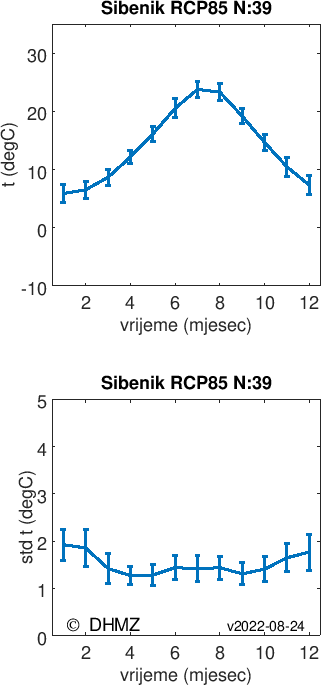 Sibenik RCP85 N:39
30
20
10
0
-10
t (degC)
2 4 6 8 10 12
vrijeme (mjesec)
Sibenik RCP85 N:39
5
4
3
2
1
0
std t (degC)
© DHMZ v2022-08-24
2 4 6 8 10 12
vrijeme (mjesec)